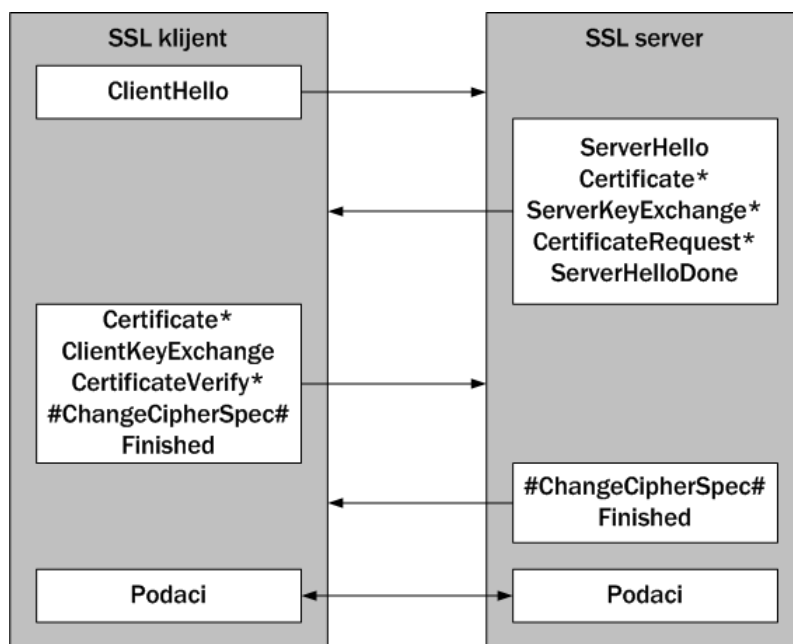 SSL klijent
SSL server
ClientHello
ServerHello
Certificate*
ServerKeyExchange*
CertificateRequest*
ServerHelloDone
Certificate*
ClientKeyExchange
CertificateVerify*
#ChangeCipherSpec#
Finished
#ChangeCipherSpec#
Finished
Podaci
Podaci